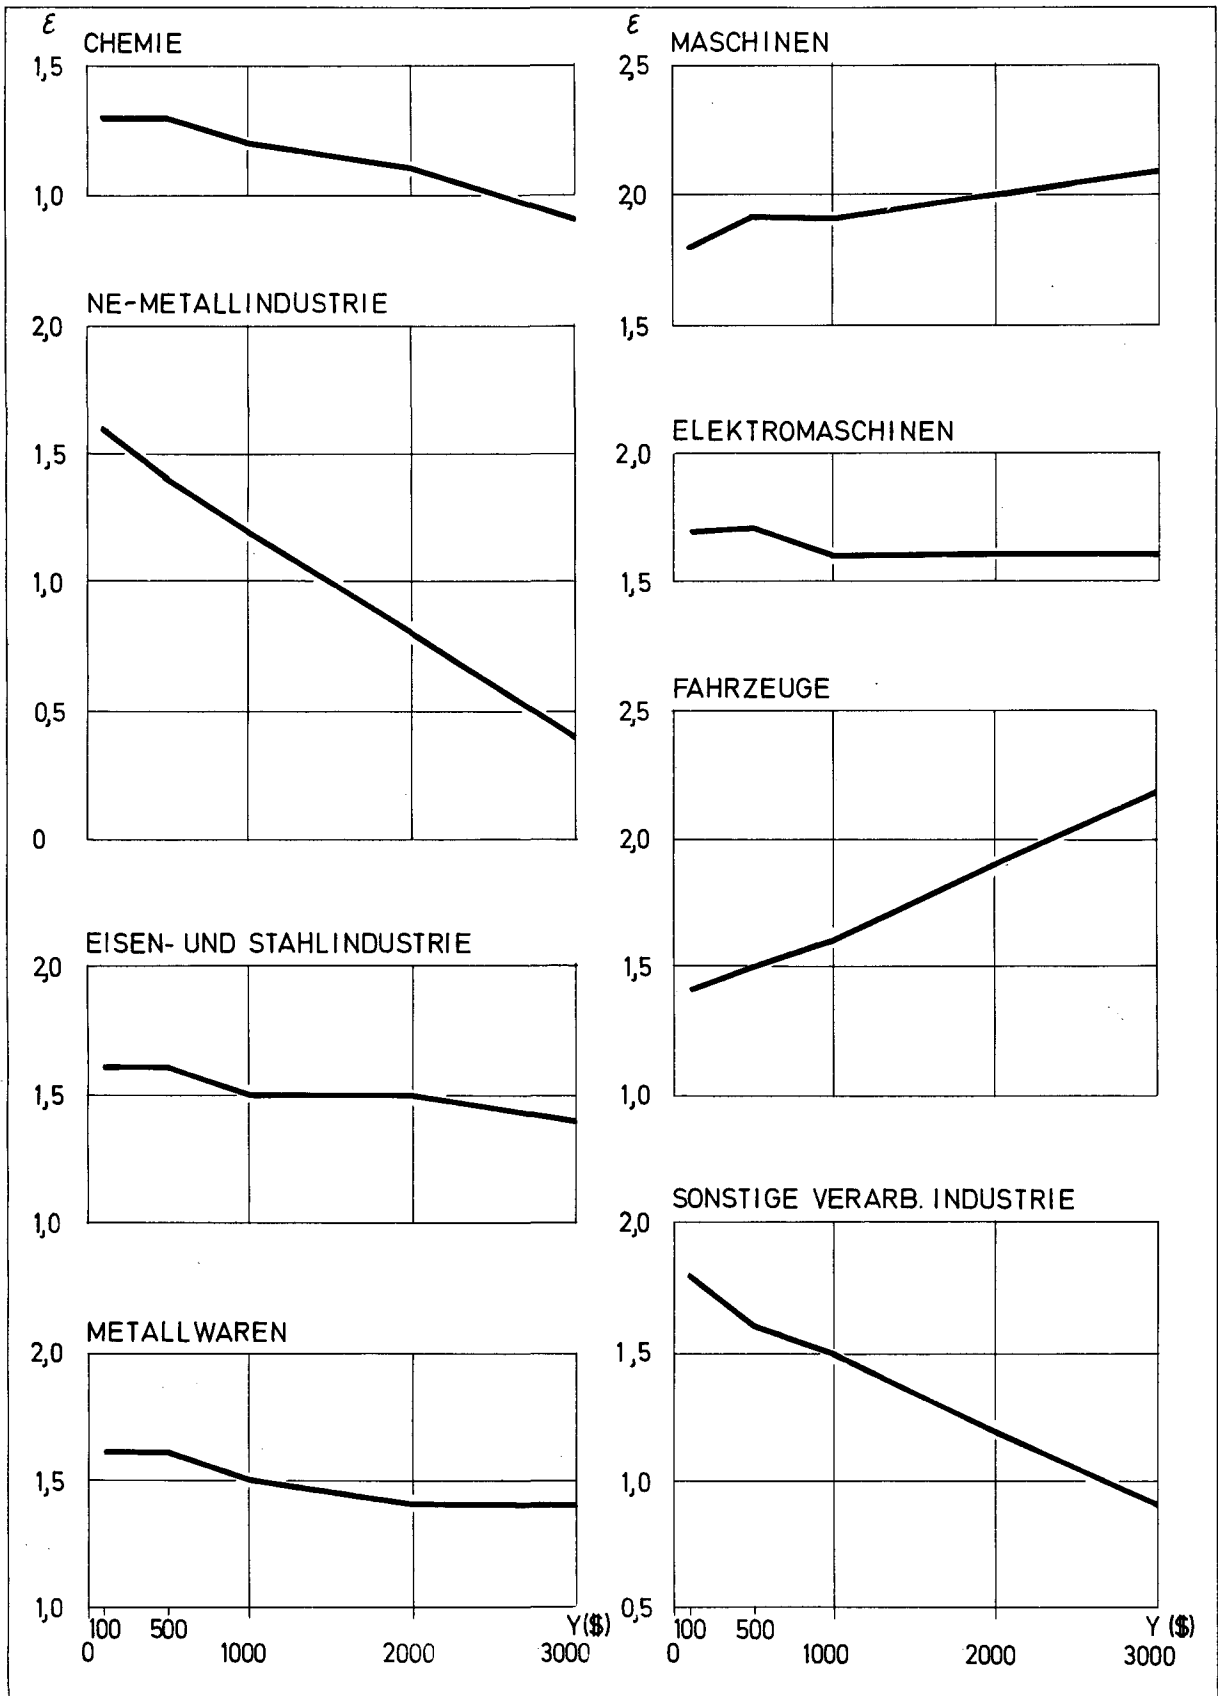 ε
CHEMIE
1,5
1,0
NE-METALLINDUSTRIE
2,0
1,5
1,0
0,5
0
EISEN- UND STAHLINDUSTRIE
2,0
1,5
1,0
METALLWAREN
2,0
1,5
1,0
100 500 Y($)
0 1000 2000 3000
ε
MASCHINEN
2,5
2,0
1,5
ELEKTROMASCHINEN
2,0
1,5
FAHRZEUGE
2,5
2,0
1,5
1,0
SONSTIGE VERARB. INDUSTRIE
2,0
1,5
1,0
0,5
100 500 Y ($)
0 1000 2000 3000